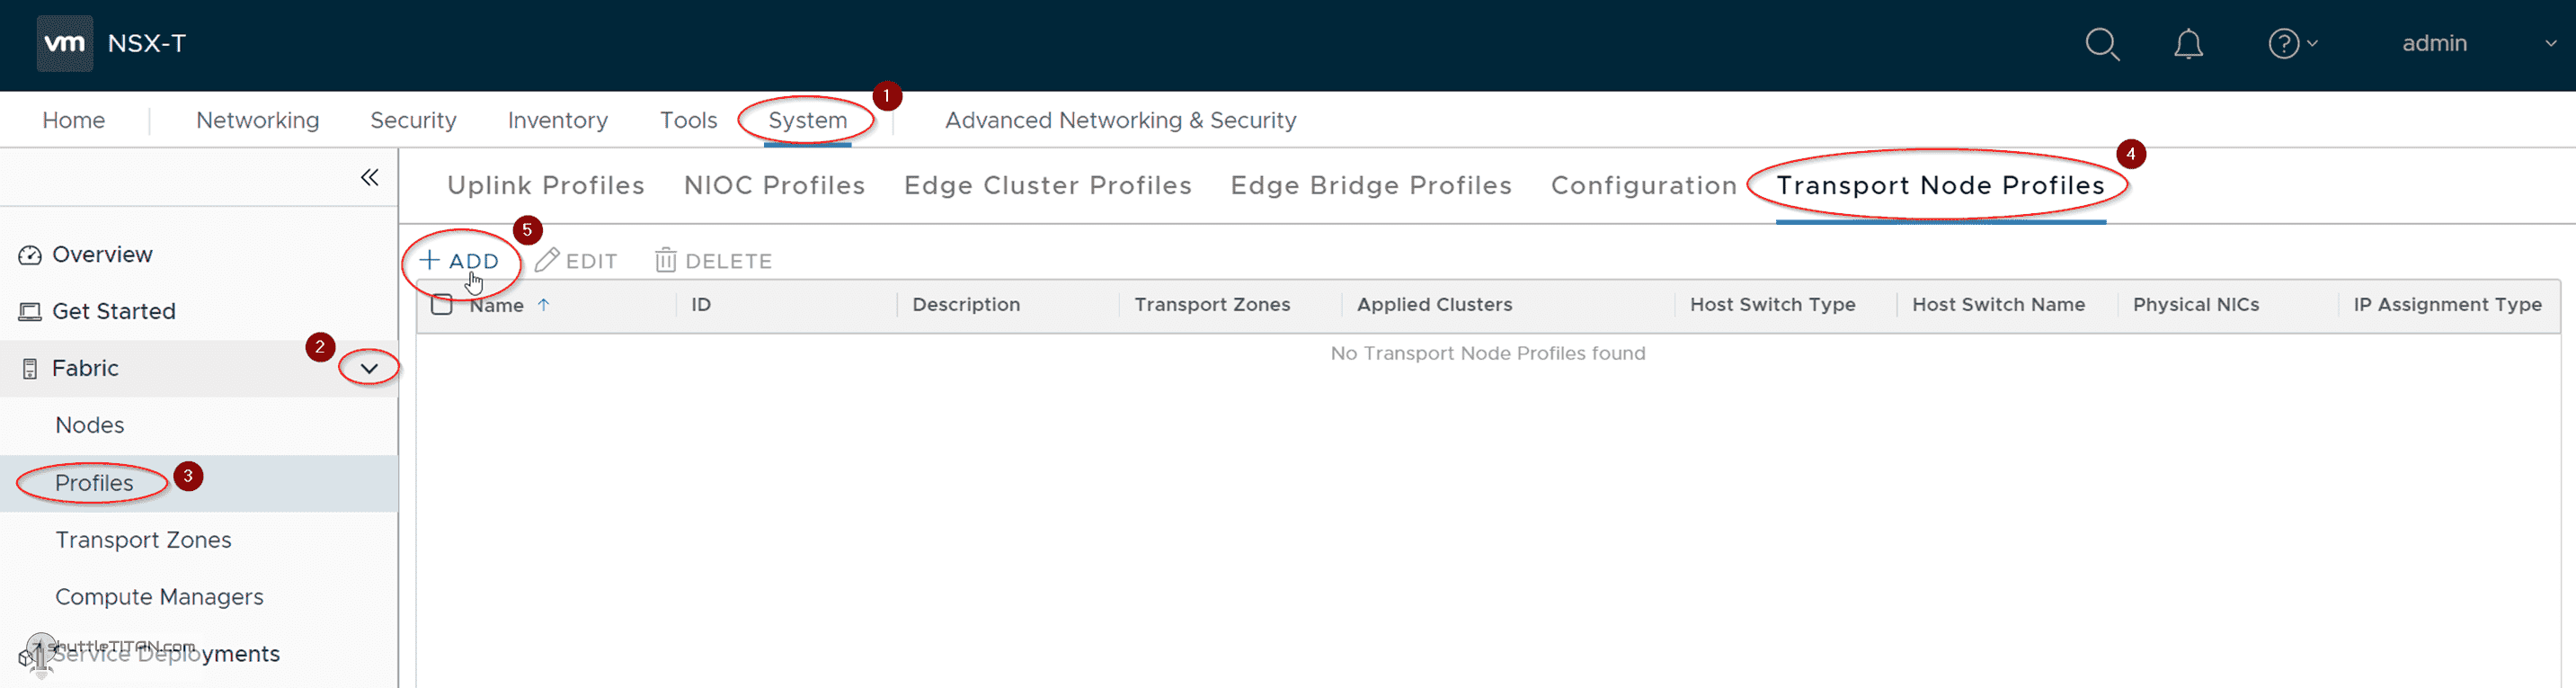 vm NSX-T admin
1
Home Networking Security Inventory Tools System Advanced Networking & Security
4
Uplink Profiles NIOC Profiles Edge Cluster Profiles Edge Bridge Profiles Configuration Transport Node Profiles
5
+ ADD EDIT DELETE
Name ↑ ID Description Transport Zones Applied Clusters Host Switch Type Host Switch Name Physical NICs IP Assignment Type
No Transport Node Profiles found
Overview
Get Started
2
Fabric
Nodes
Profiles 3
Transport Zones
Compute Managers
shuttleTITAN.com
Service Deployments